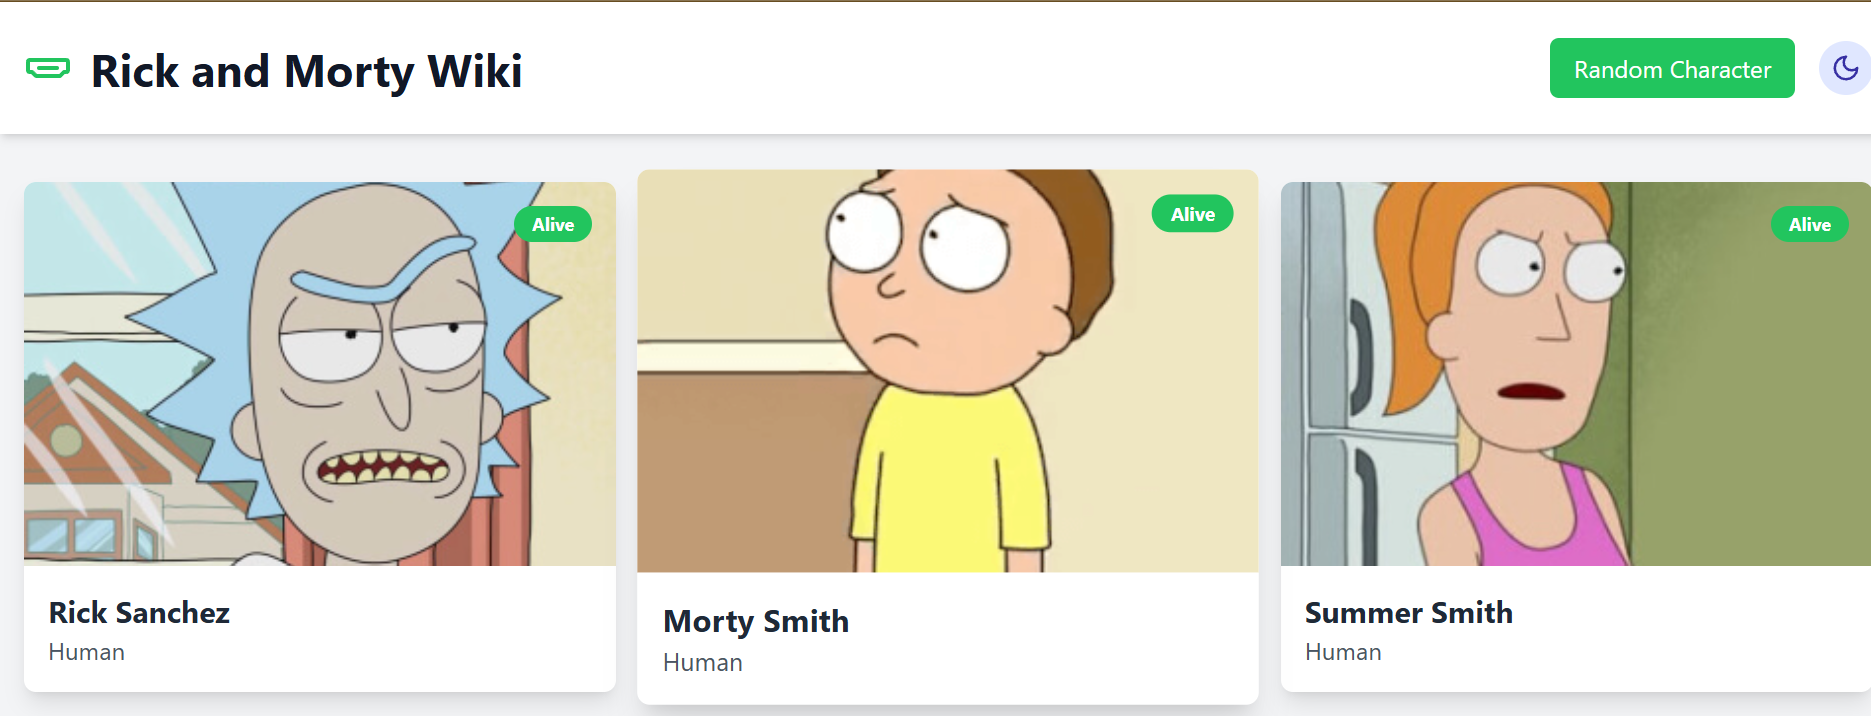 Rick and Morty Wiki
Random Character
Alive
Rick Sanchez
Human
Alive
Morty Smith
Human
Alive
Summer Smith
Human